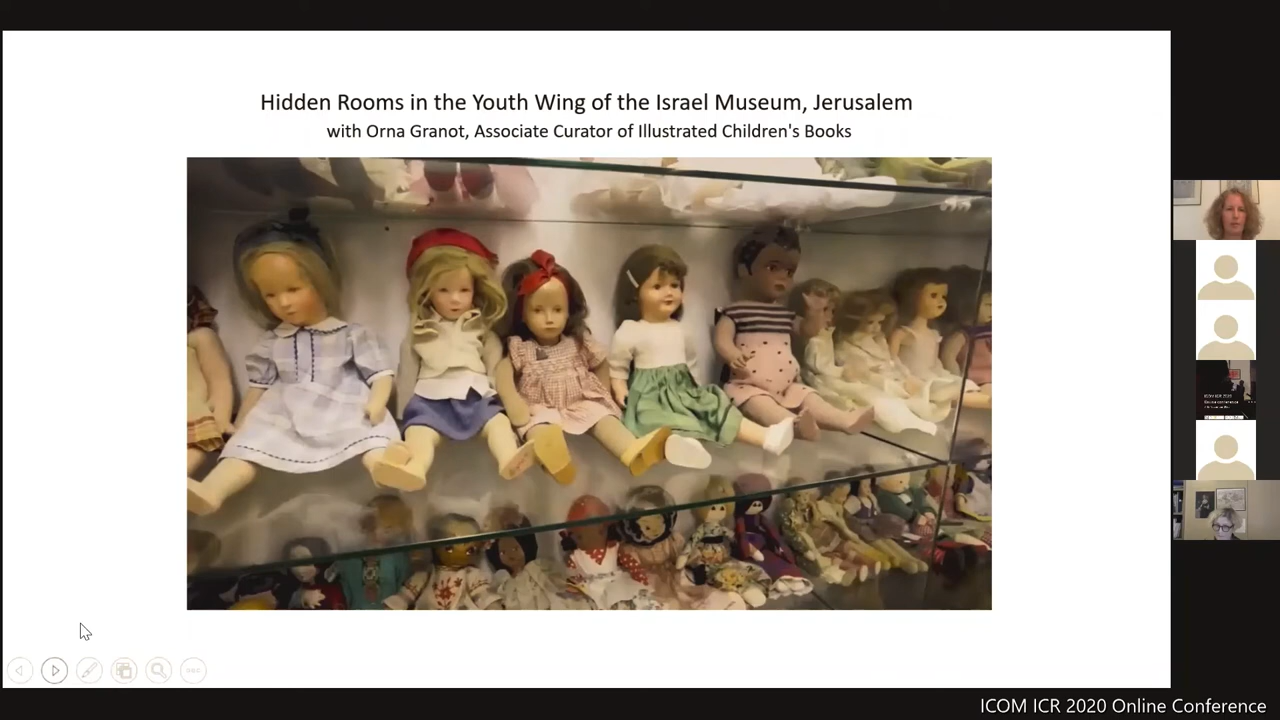 Hidden Rooms in the Youth Wing of the Israel Museum, Jerusalem
with Orna Granot, Associate Curator of Illustrated Children's Books
ICOM ICR 2020 Online Conference